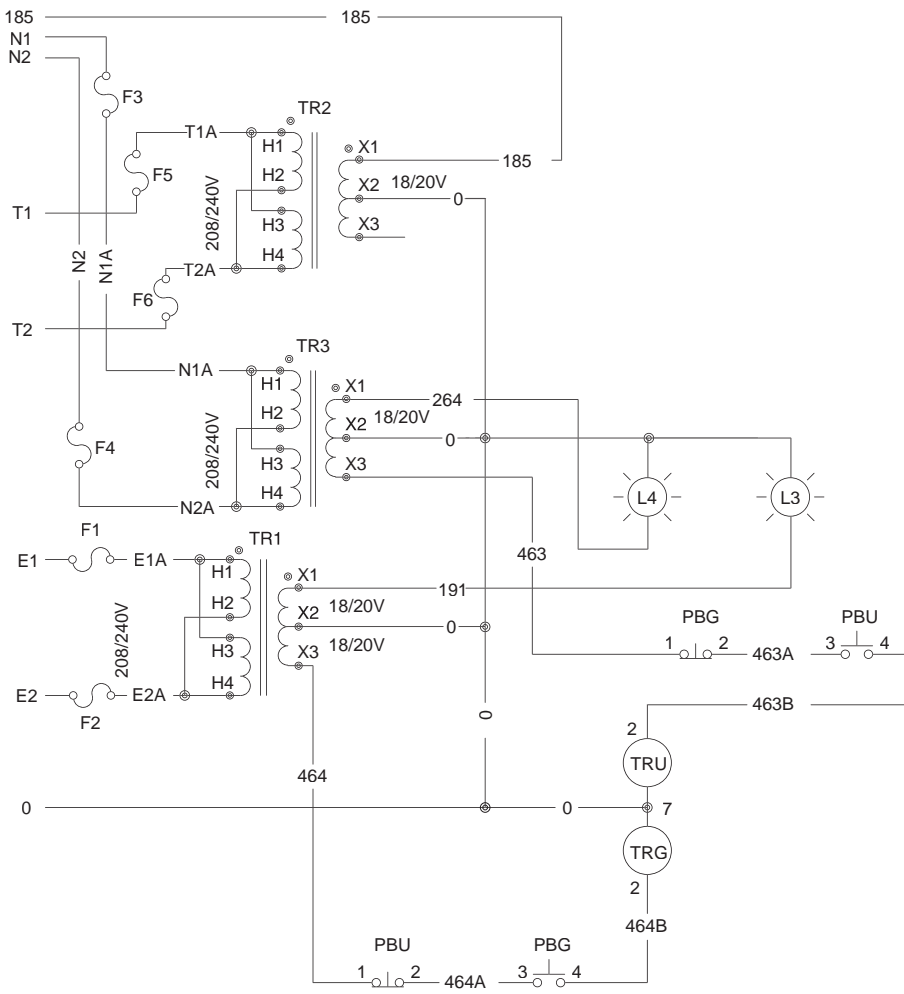 185
185
N1
N2
F3
TR2
T1A
H1
X1
185
F5
H2
X2
18/20V
0
T1
H3
X3
208/240V
N2
N1A
H4
T2A
F6
T2
TR3
N1A
H1
X1
264
H2
X2
18/20V
0
F4
208/240V
H3
X3
L4
L3
H4
N2A
F1
TR1
463
E1
E1A
H1
X1
191
H2
X2
18/20V
0
208/240V
H3
X3
18/20V
PBG
PBU
1
2
463A
3
4
H4
E2
E2A
463B
F2
0
2
TRU
464
0
0
7
TRG
2
464B
PBU
PBG
1
2
464A
3
4